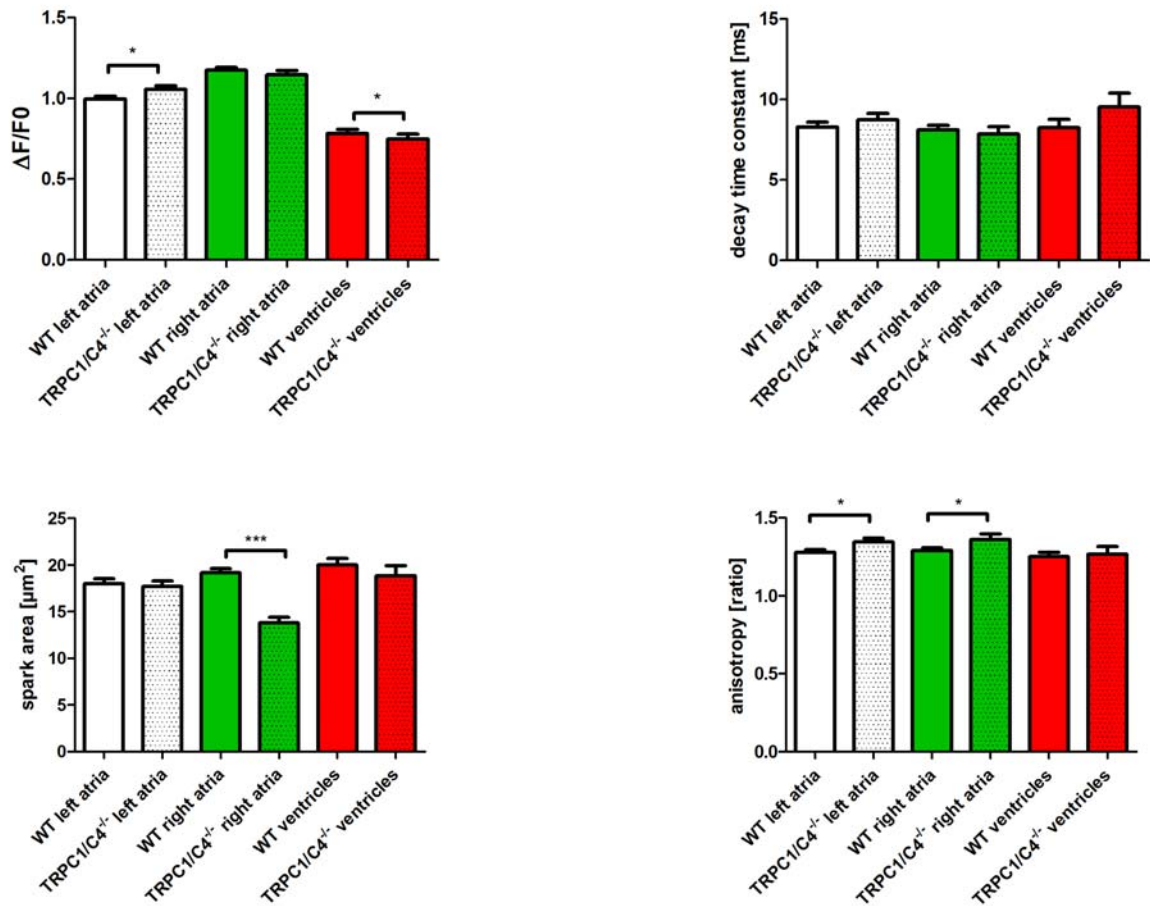 ΔF/F0
1.5
1.0
0.5
0.0
*
*
WT left atria
TRPC1/C4-/- left atria
WT right atria
TRPC1/C4-/- right atria
WT ventricles
TRPC1/C4-/- ventricles
decay time constant [ms]
15
10
5
0
WT left atria
TRPC1/C4-/- left atria
WT right atria
TRPC1/C4-/- right atria
WT ventricles
TRPC1/C4-/- ventricles
spark area [µm²]
25
20
15
10
5
0
***
WT left atria
TRPC1/C4-/- left atria
WT right atria
TRPC1/C4-/- right atria
WT ventricles
TRPC1/C4-/- ventricles
anisotropy [ratio]
1.5
1.0
0.5
0.0
*
*
WT left atria
TRPC1/C4-/- left atria
WT right atria
TRPC1/C4-/- right atria
WT ventricles
TRPC1/C4-/- ventricles